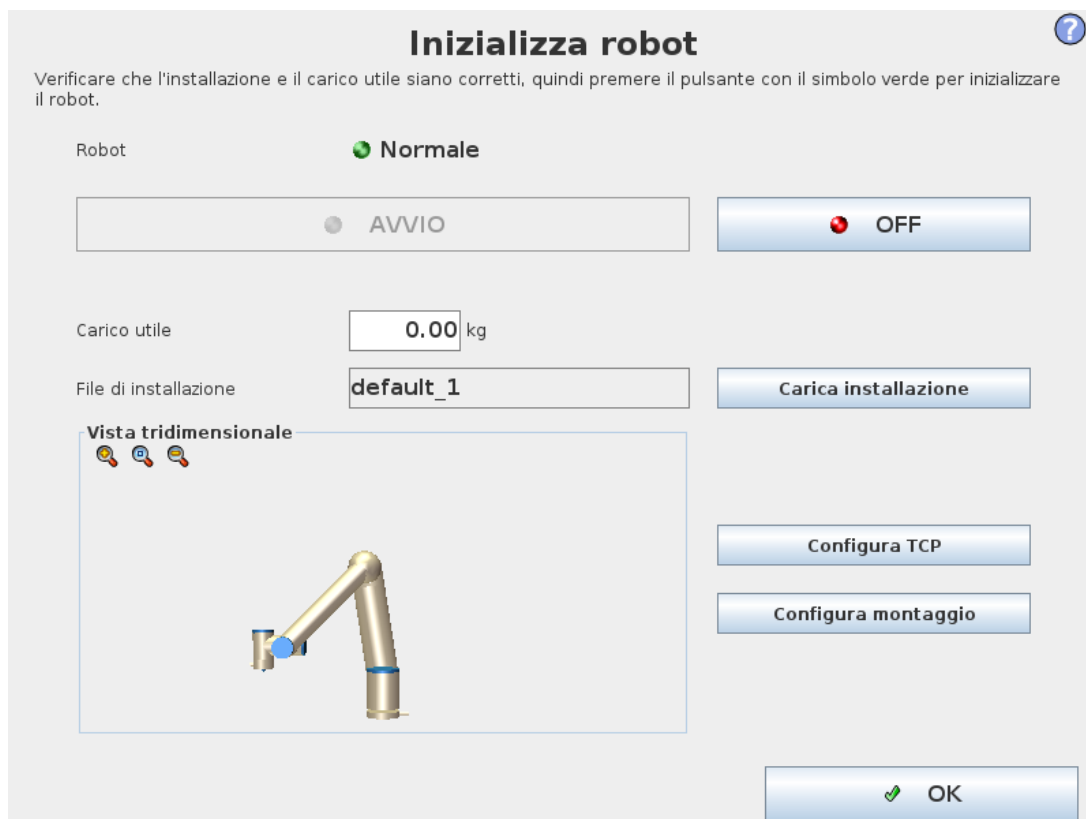 Inizializza robot
?
Verificare che l'installazione e il carico utile siano corretti, quindi premere il pulsante con il simbolo verde per inizializzare
il robot.
Robot
Normale
AVVIO
OFF
Carico utile
0.00 kg
File di installazione
default_1
Carica installazione
Vista tridimensionale
Configura TCP
Configura montaggio
OK